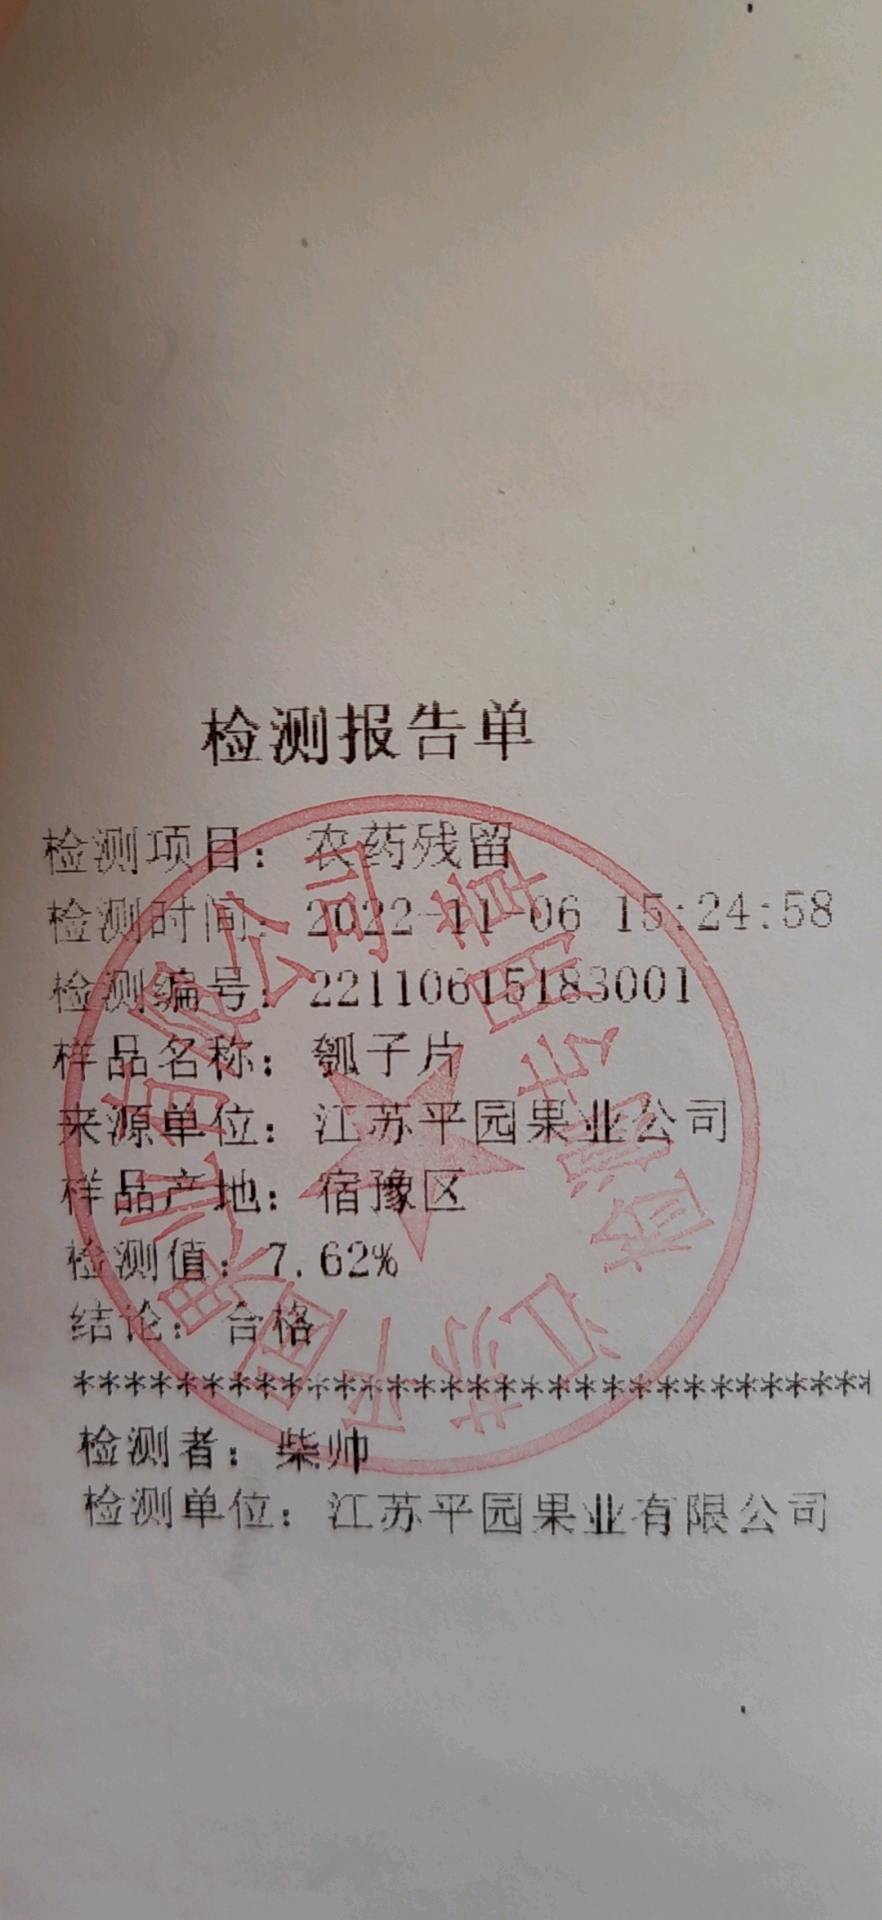 检测报告单
检测项目：农药残留
检测时间：2022-11-06 15:24:58
检测编号：22110615183001
样品名称：瓠子片
来源单位：江苏平园果业公司
样品产地：宿豫区
检测值：7.62%
结论：合格
*******************************
检测者：柴帅
检测单位：江苏平园果业有限公司
江苏平园果业有限公司
检测专用章